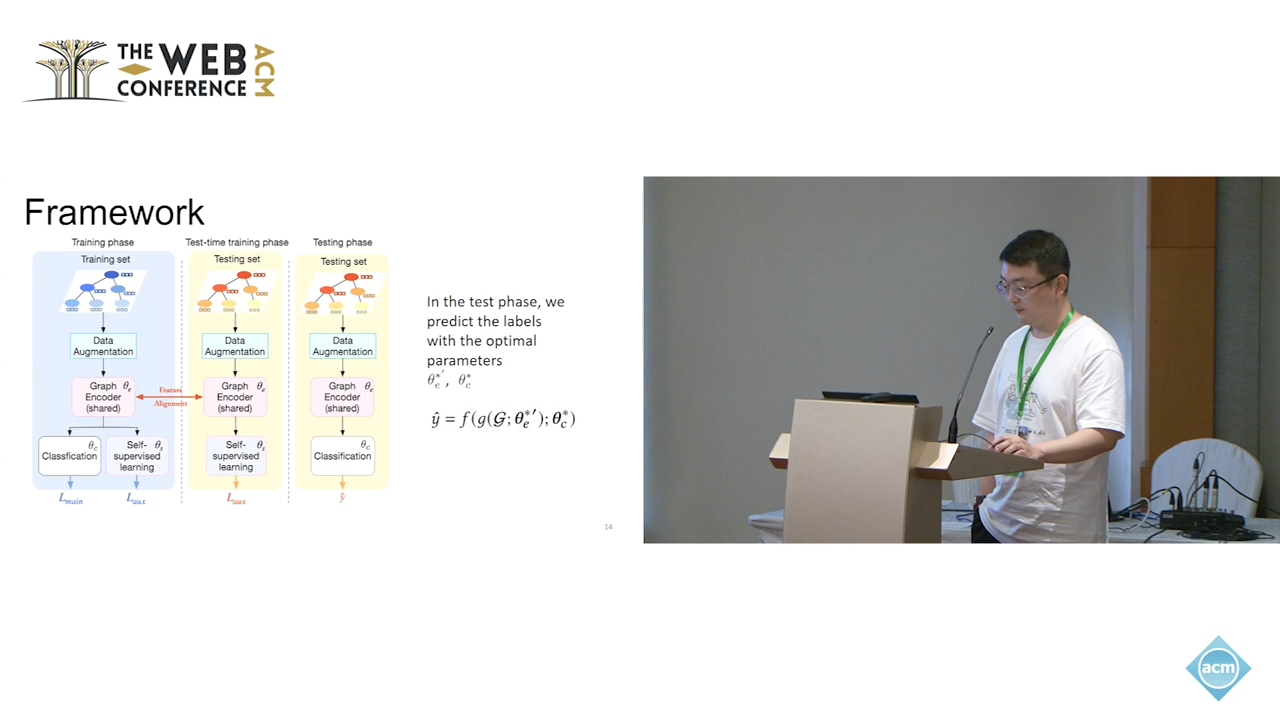 THE WEB
CONFERENCE
ACM
Framework
Training phase
Test-time training phase
Testing phase
Training set
Testing set
Testing set
Data
Augmentation
Data
Augmentation
Data
Augmentation
Graph θe
Encoder
(shared)
Feature
Alignment
Graph θe
Encoder
(shared)
Graph θe
Encoder
(shared)
θc
Classfication
Self- θs
supervised
learning
Self- θs
supervised
learning
θc
Classification
Lmain
Laux
Laux
ŷ
In the test phase, we
predict the labels
with the optimal
parameters
θe*′, θc*
ŷ = f(g(𝒢; θe*′); θc*)
14
acm